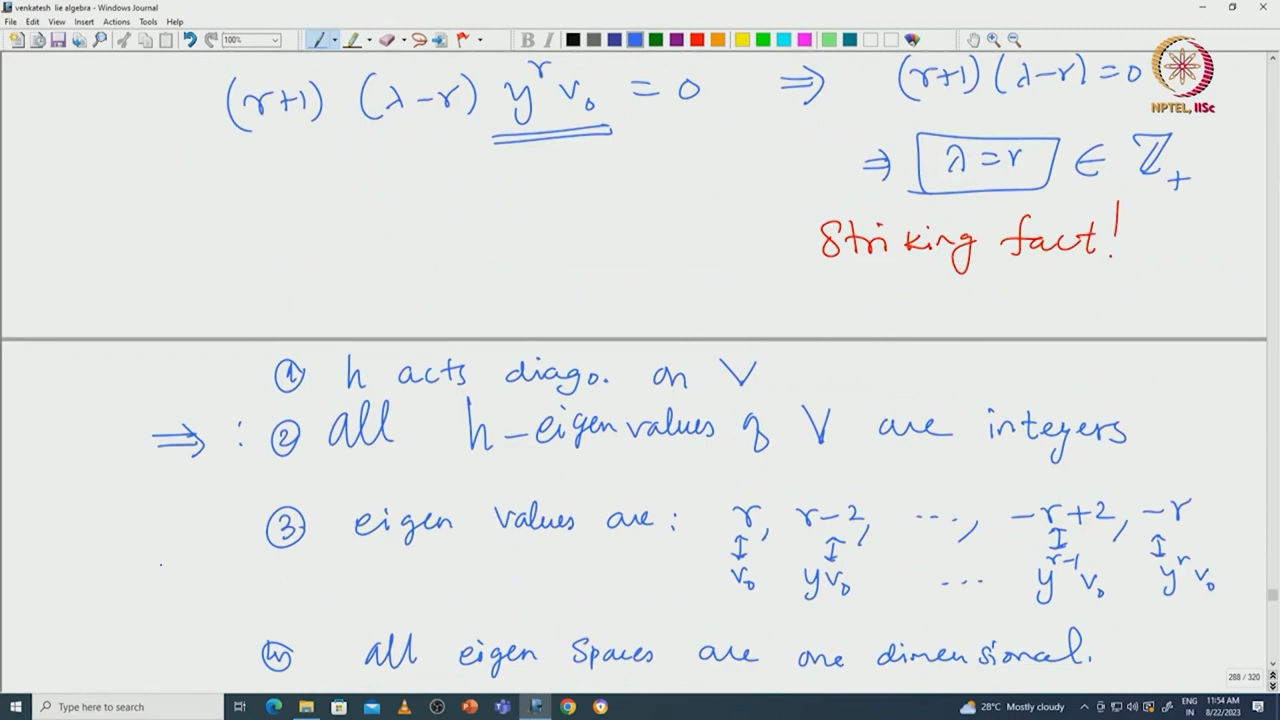 venkatesh lie algebra - Windows Journal
File Edit View Insert Actions Tools Help
100%
B I
(r+1) (λ-r) y^r v₀ = 0 ⇒ (r+1) (λ-r) = 0
NPTEL, IISc
⇒ λ = r ∈ ℤ₊
Striking fact!
① h acts diago. on V
⇒ : ② all h-eigenvalues of V are integers
③ eigen values are : r, r-2, ..., -r+2, -r
↕ ↕ ↕ ↕
v₀ yv₀ ... y^{r-1} v₀ y^r v₀
④ all eigen spaces are one dimensional.
288 / 320
Type here to search
28°C Mostly cloudy
ENG
IN
11:54 AM
8/22/2023